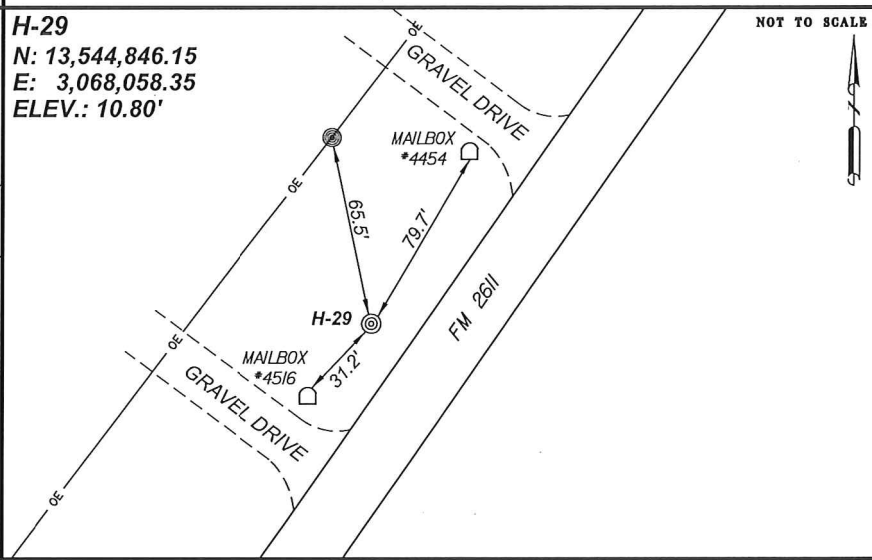 H-29
N: 13,544,846.15
E: 3,068,058.35
ELEV.: 10.80'
NOT TO SCALE
OE
GRAVEL DRIVE
MAILBOX
#4454
OE
65.5'
79.7'
H-29
FM 2611
OE
MAILBOX
#4516
31.2'
GRAVEL DRIVE
OE